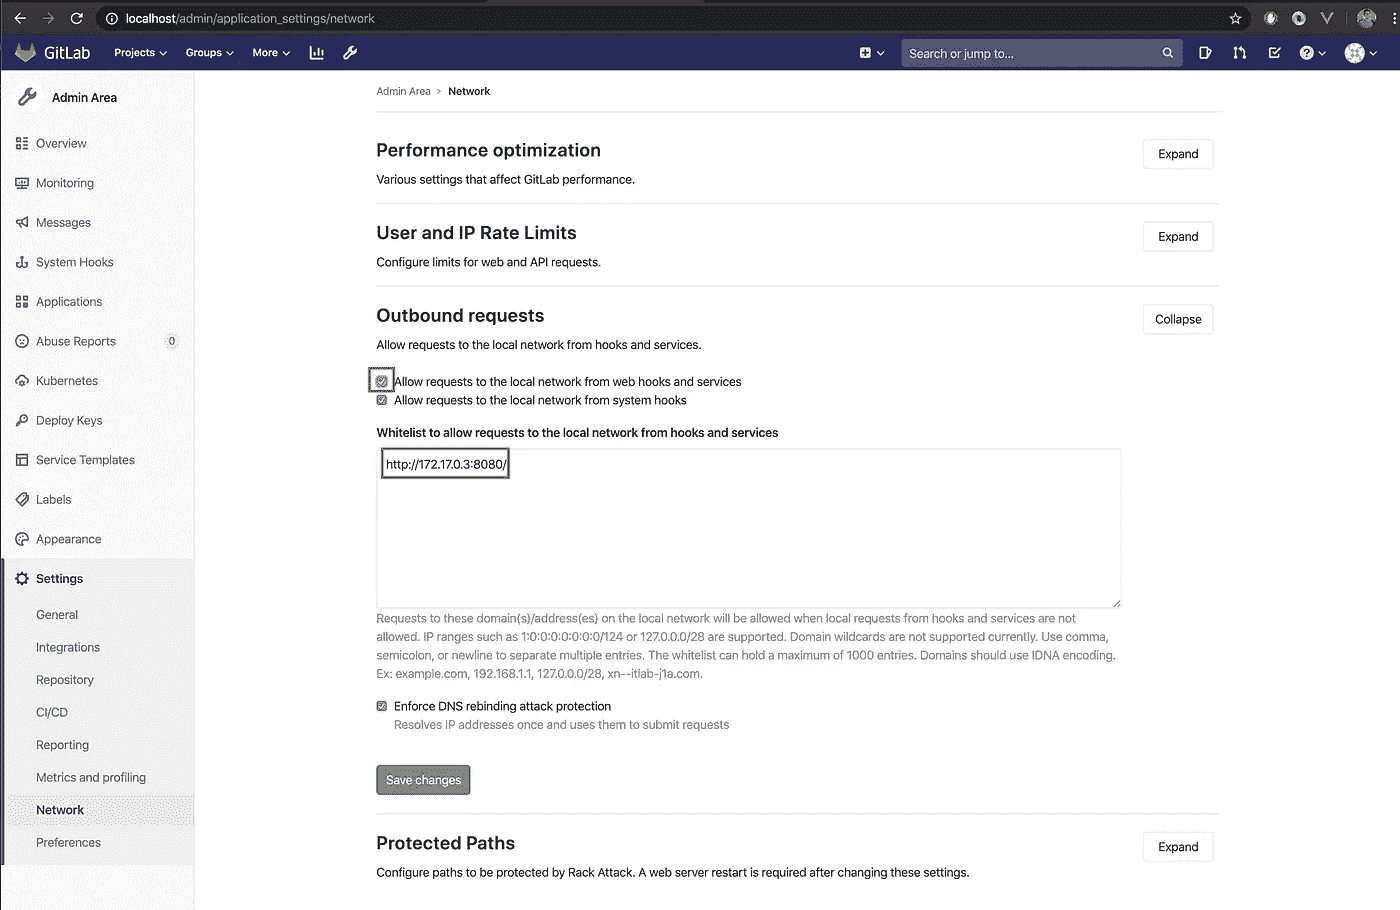 localhost/admin/application_settings/network
GitLab Projects Groups More Search or jump to...
Admin Area
Overview
Monitoring
Messages
System Hooks
Applications
Abuse Reports 0
Kubernetes
Deploy Keys
Service Templates
Labels
Appearance
Settings
General
Integrations
Repository
CI/CD
Reporting
Metrics and profiling
Network
Preferences
Admin Area > Network
Performance optimization
Expand
Various settings that affect GitLab performance.
User and IP Rate Limits
Expand
Configure limits for web and API requests.
Outbound requests
Collapse
Allow requests to the local network from hooks and services.
Allow requests to the local network from web hooks and services
Allow requests to the local network from system hooks
Whitelist to allow requests to the local network from hooks and services
http://172.17.0.3:8080/
Requests to these domain(s)/address(es) on the local network will be allowed when local requests from hooks and services are not
allowed. IP ranges such as 1:0:0:0:0:0:0:0/124 or 127.0.0.0/28 are supported. Domain wildcards are not supported currently. Use comma,
semicolon, or newline to separate multiple entries. The whitelist can hold a maximum of 1000 entries. Domains should use IDNA encoding.
Ex: example.com, 192.168.1.1, 127.0.0.0/28, xn--itlab-j1a.com.
Enforce DNS rebinding attack protection
Resolves IP addresses once and uses them to submit requests
Save changes
Protected Paths
Expand
Configure paths to be protected by Rack Attack. A web server restart is required after changing these settings.